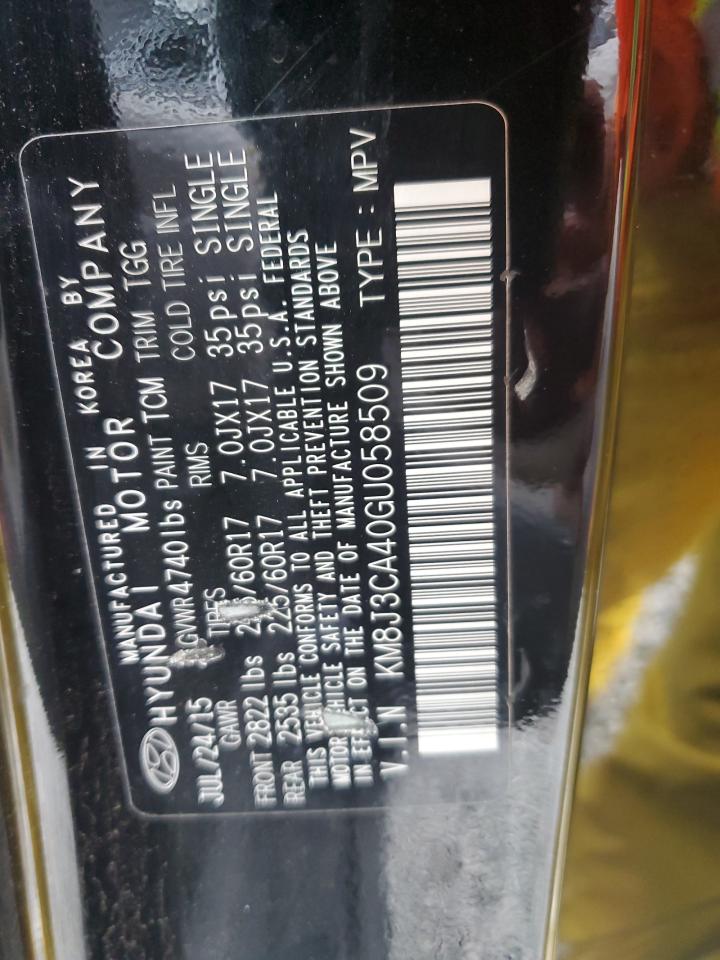 MANUFACTURED IN KOREA BY
HYUNDAI MOTOR COMPANY
JUL/24/15 GVWR 4740 lbs PAINT TCM TRIM TGG
GAWR TIRES RIMS COLD TIRE INFL
FRONT 2822 lbs /60R17 7.0JX17 35psi SINGLE
REAR 2535 lbs 225/60R17 7.0JX17 35psi SINGLE
THIS VEHICLE CONFORMS TO ALL APPLICABLE U.S.A. FEDERAL
MOTOR VEHICLE SAFETY AND THEFT PREVENTION STANDARDS
IN EFFECT ON THE DATE OF MANUFACTURE SHOWN ABOVE
V.I.N KM8J3CA40GU058509 TYPE : MPV